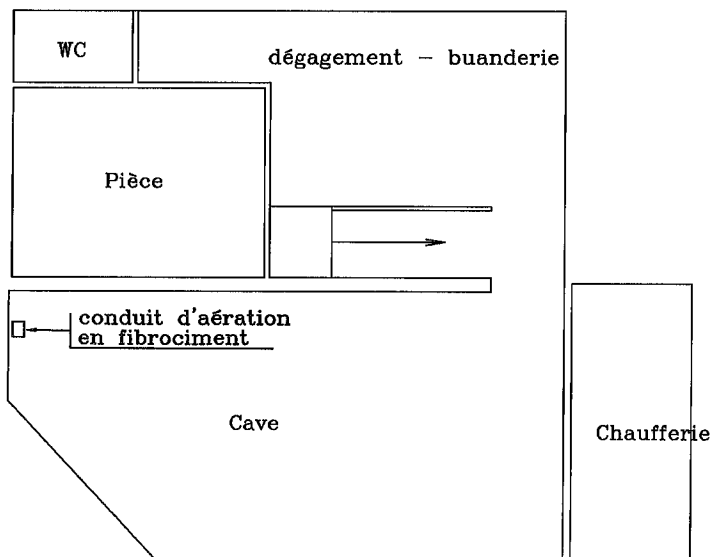 WC
dégagement – buanderie
Pièce
conduit d'aération
en fibrociment
Cave
Chaufferie